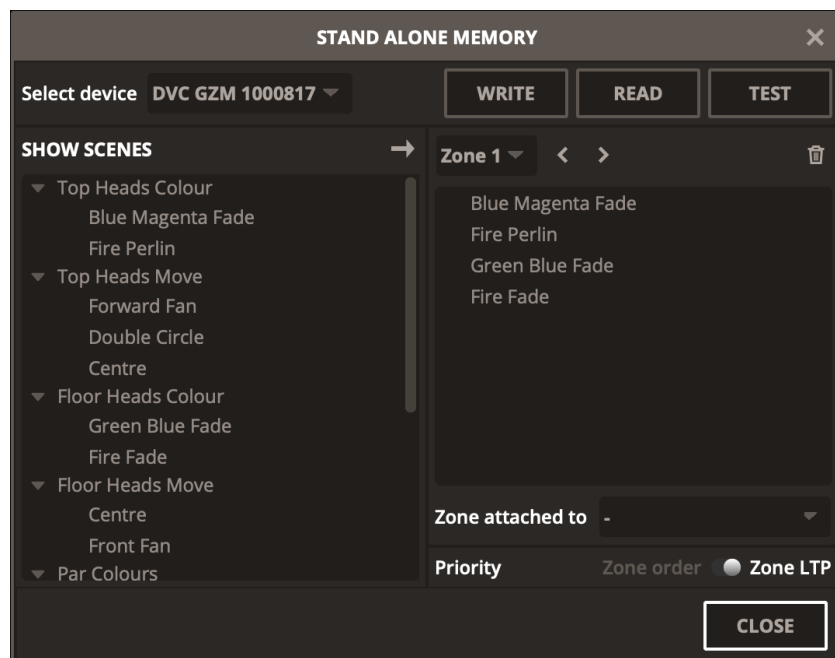 STAND ALONE MEMORY
Select device DVC GZM 1000817 WRITE READ TEST
SHOW SCENES
Top Heads Colour
Blue Magenta Fade
Fire Perlin
Top Heads Move
Forward Fan
Double Circle
Centre
Floor Heads Colour
Green Blue Fade
Fire Fade
Floor Heads Move
Centre
Front Fan
Par Colours
Zone 1
Blue Magenta Fade
Fire Perlin
Green Blue Fade
Fire Fade
Zone attached to -
Priority Zone order Zone LTP
CLOSE